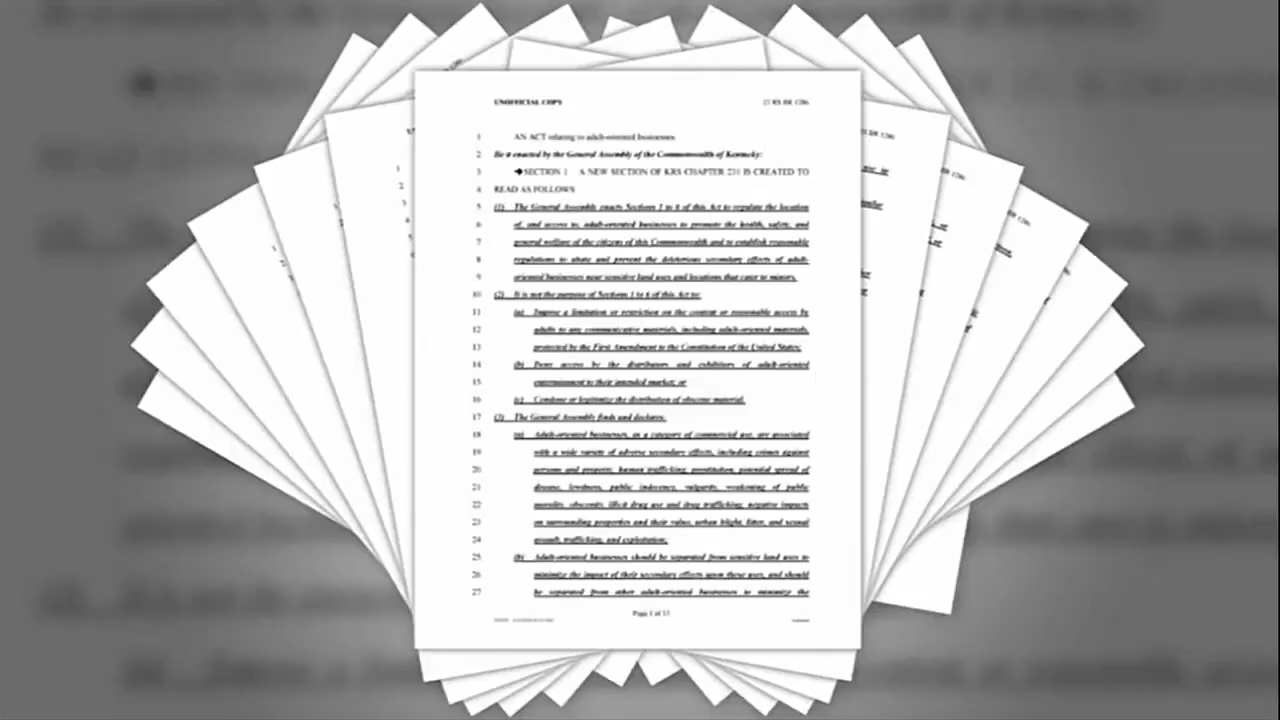 UNOFFICIAL COPY
1 AN ACT relating to adult-oriented businesses.
2 Be it enacted by the General Assembly of the Commonwealth of Kentucky:
3 ➔SECTION 1. A NEW SECTION OF KRS CHAPTER 231 IS CREATED TO
4 READ AS FOLLOWS:
5 (1) The General Assembly enacts Sections 1 to 6 of this Act to regulate the location
6 of, and access to, adult-oriented businesses to promote the health, safety, and
7 general welfare of the citizens of this Commonwealth and to establish reasonable
8 regulations to abate and prevent the deleterious secondary effects of adult-
9 oriented businesses near sensitive land uses and locations that cater to minors.
10 (2) It is not the purpose of Sections 1 to 6 of this Act to:
11 (a) Impose a limitation or restriction on the content or reasonable access by
12 adults to any communicative materials, including adult-oriented materials,
13 protected by the First Amendment to the Constitution of the United States;
14 (b) Deny access by the distributors and exhibitors of adult-oriented
15 entertainment to their intended market; or
16 (c) Condone or legitimize the distribution of obscene material.
17 (3) The General Assembly finds and declares:
18 (a) Adult-oriented businesses, as a category of commercial use, are associated
19 with a wide variety of adverse secondary effects, including crimes against
20 persons and property, human trafficking, prostitution, potential spread of
21 disease, lewdness, public indecency, vulgarity, weakening of public
22 morality, obscenity, illicit drug use and drug trafficking, negative impacts
23 on surrounding properties and their value, urban blight, litter, and sexual
24 assault, trafficking, and exploitation;
25 (b) Adult-oriented businesses should be separated from sensitive land uses to
26 minimize the impact of their secondary effects upon those uses, and should
27 be separated from other adult-oriented businesses to minimize the
Page 1 of 13